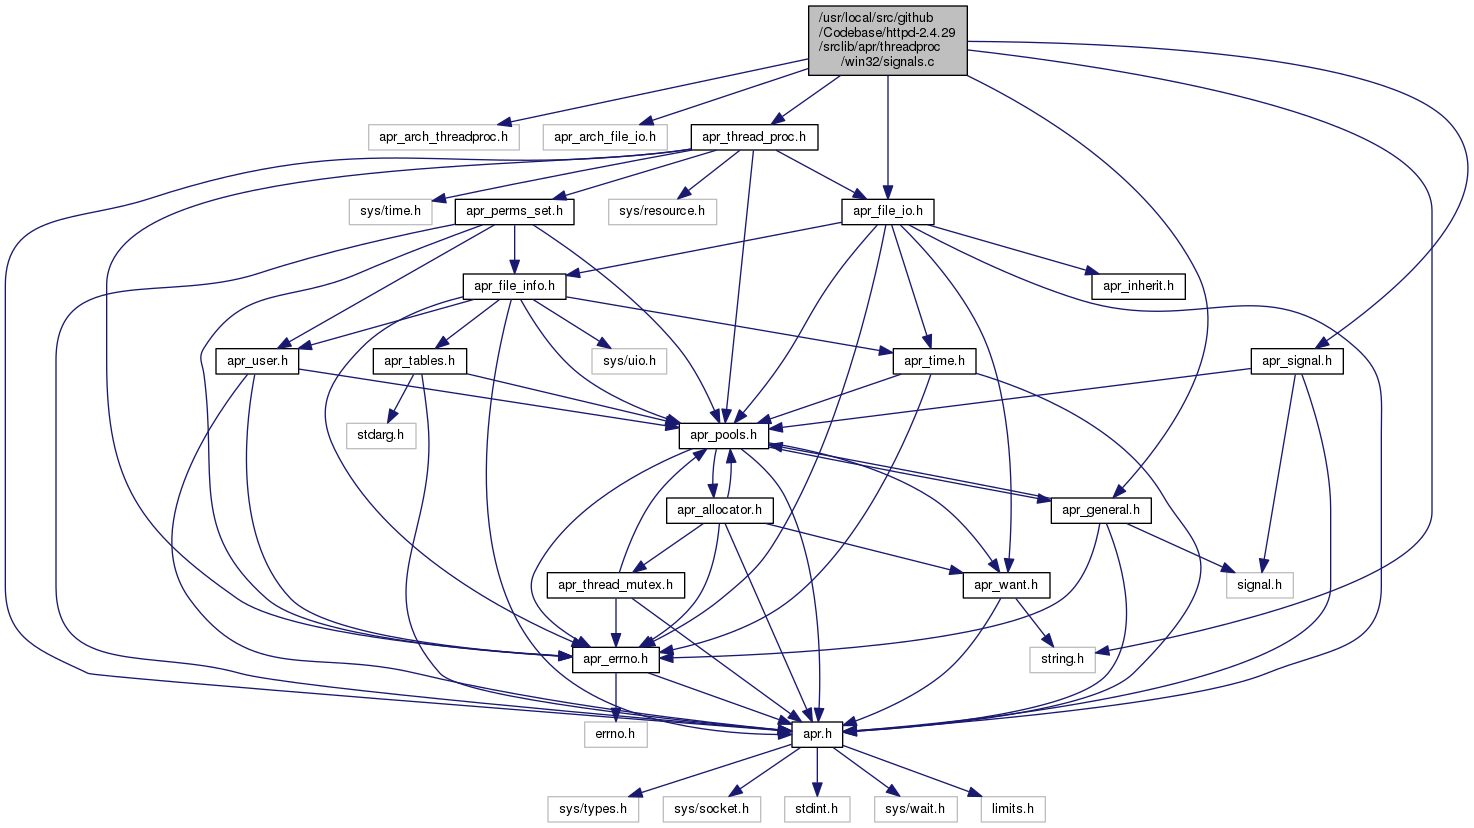 /usr/local/src/github
/Codebase/httpd-2.4.29
/srclib/apr/threadproc
/win32/signals.c
apr_arch_threadproc.h
apr_arch_file_io.h
apr_thread_proc.h
sys/time.h
apr_perms_set.h
sys/resource.h
apr_file_io.h
apr_file_info.h
apr_inherit.h
apr_user.h
apr_tables.h
sys/uio.h
apr_time.h
apr_signal.h
stdarg.h
apr_pools.h
apr_allocator.h
apr_general.h
apr_thread_mutex.h
apr_want.h
signal.h
apr_errno.h
string.h
errno.h
apr.h
sys/types.h
sys/socket.h
stdint.h
sys/wait.h
limits.h